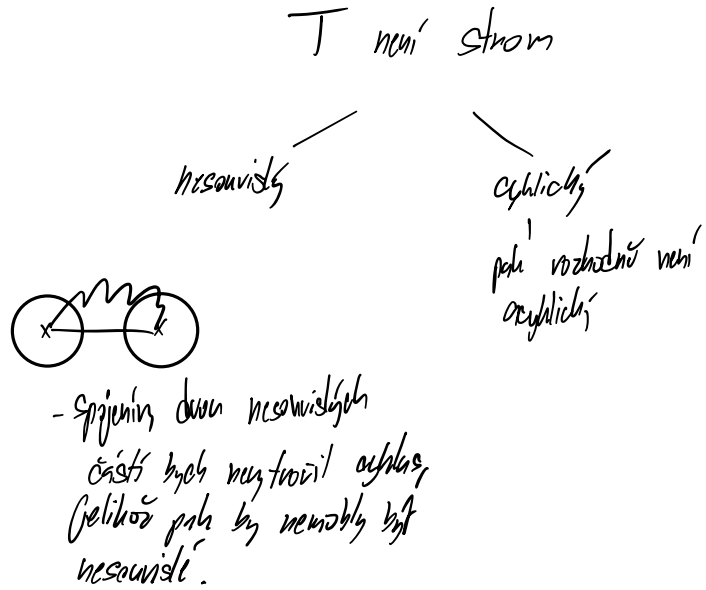 T není strom
nesouvislý
cyklický
pak rozhodně není
acyklický
- Spojením dvou nesouvislých
částí bych nevytvořil cyklus,
jelikož pak by nemohly být
nesouvislé.